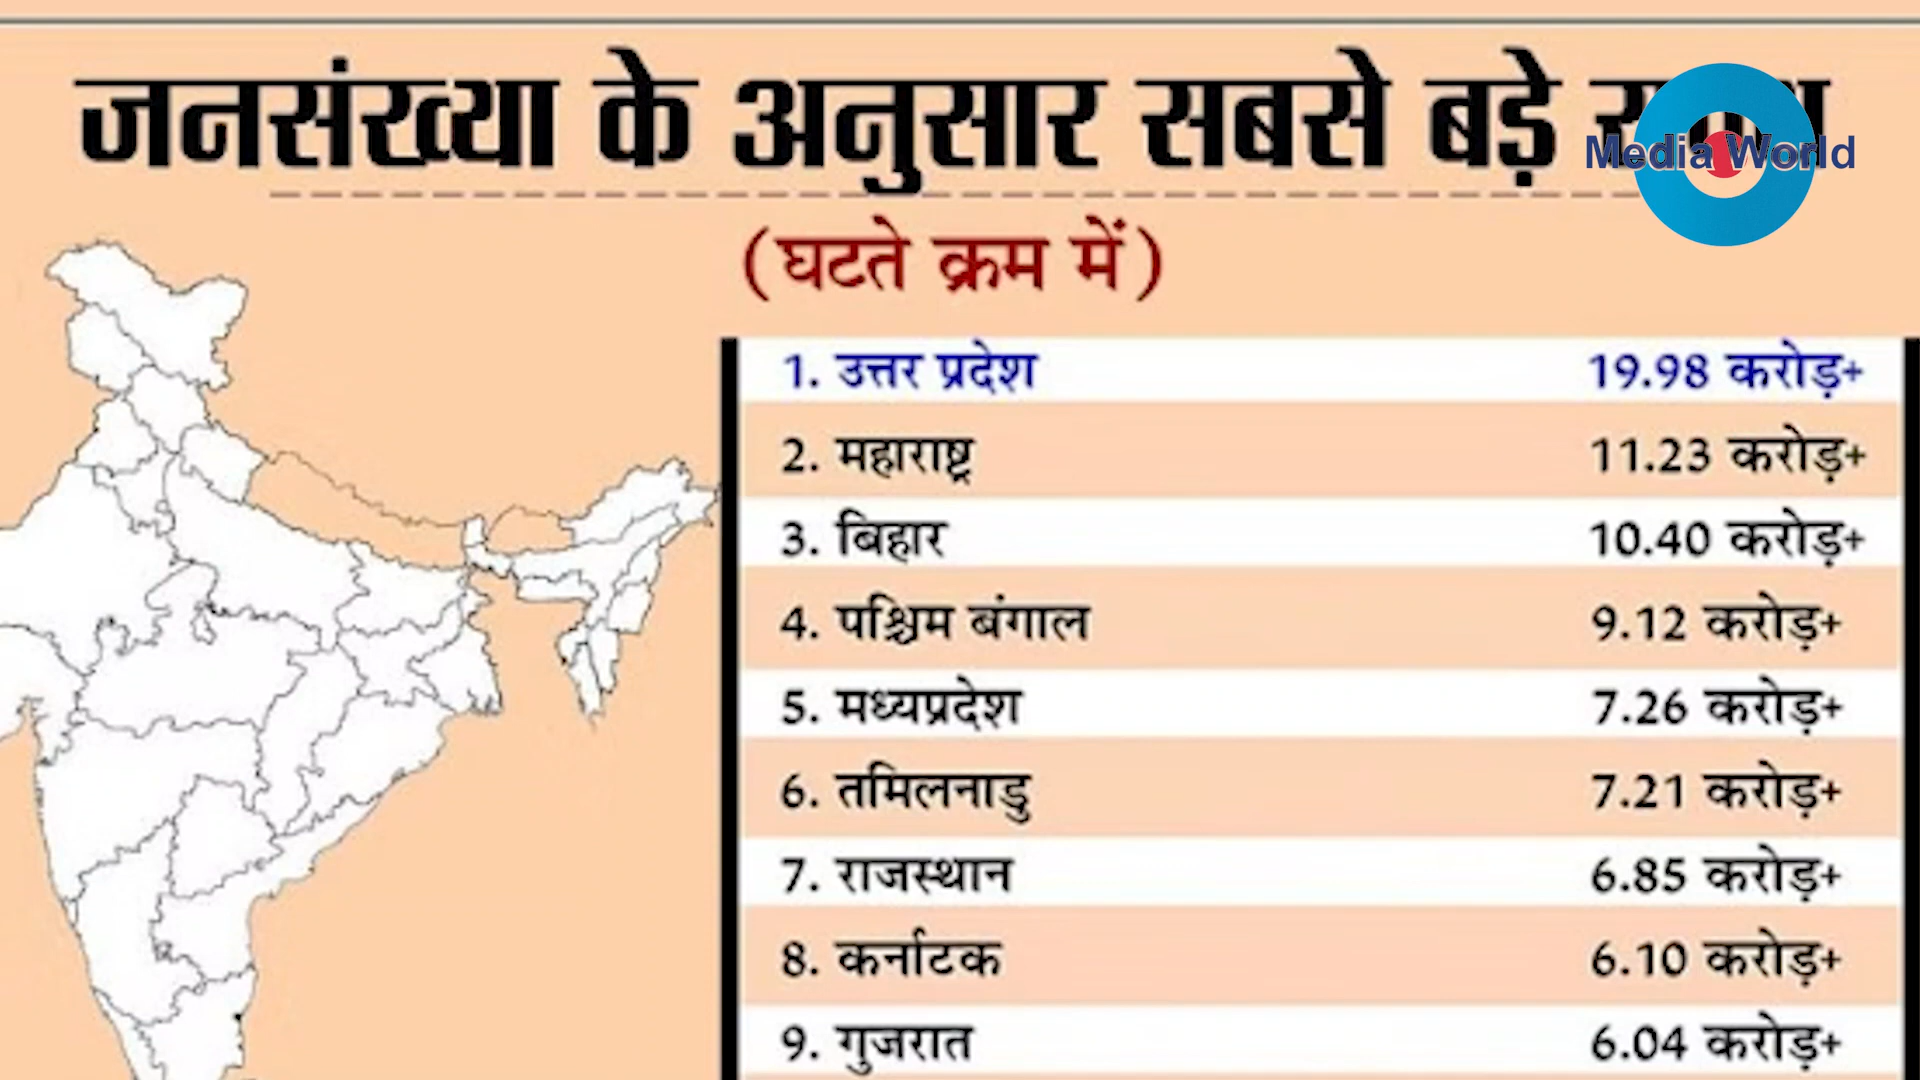 जनसंख्या के अनुसार सबसे बड़े
Media World
(घटते क्रम में)
1. उत्तर प्रदेश 19.98 करोड़+
2. महाराष्ट्र 11.23 करोड़+
3. बिहार 10.40 करोड़+
4. पश्चिम बंगाल 9.12 करोड़+
5. मध्यप्रदेश 7.26 करोड़+
6. तमिलनाडु 7.21 करोड़+
7. राजस्थान 6.85 करोड़+
8. कर्नाटक 6.10 करोड़+
9. गुजरात 6.04 करोड़+